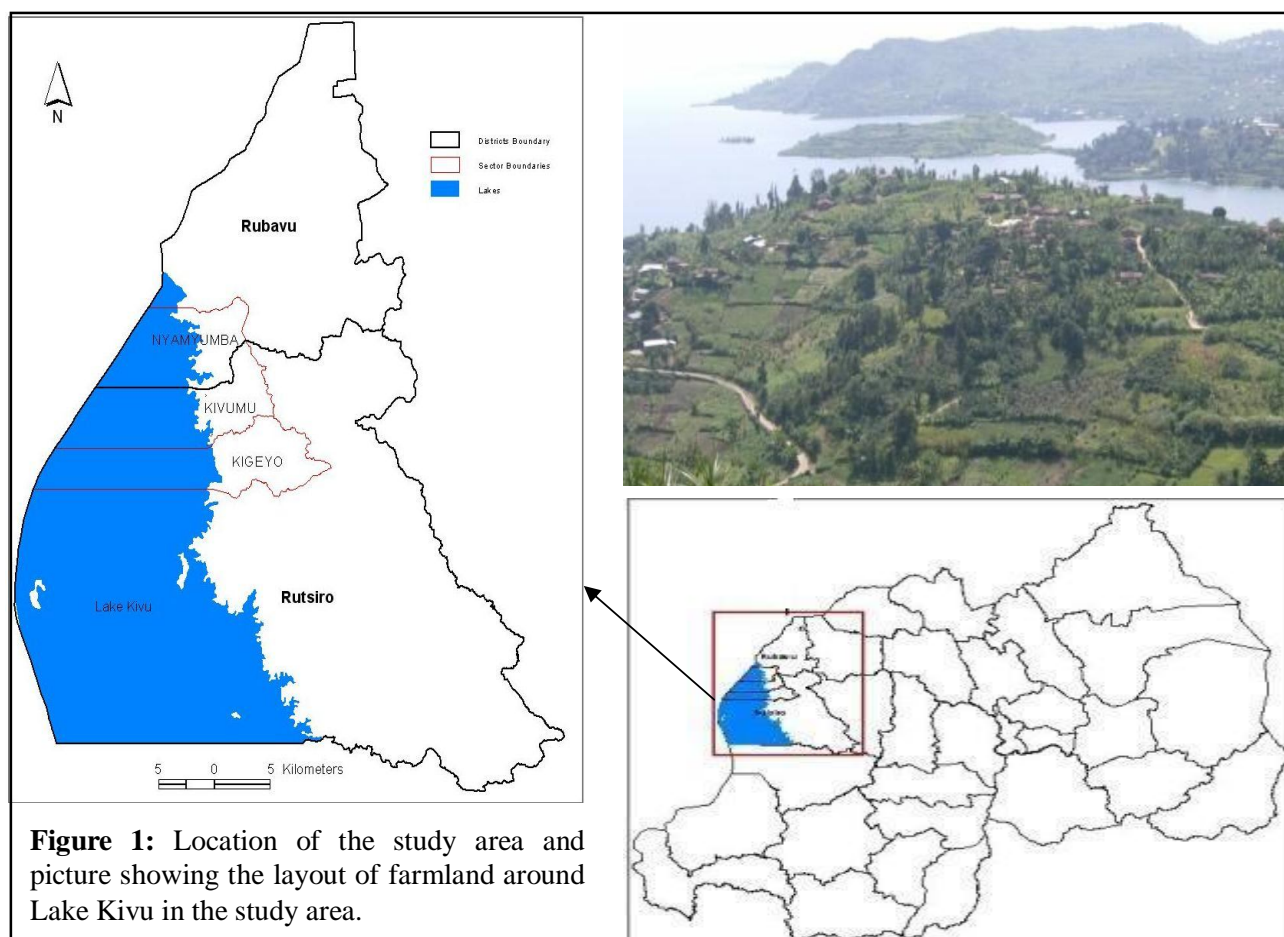 N
Districts Boundary
Sector Boundaries
Lakes
Rubavu
NYAMYUMBA
KIVUMU
KIGEYO
Lake Kivu
Rutsiro
5 0 5 Kilometers
Figure 1: Location of the study area and
picture showing the layout of farmland around
Lake Kivu in the study area.